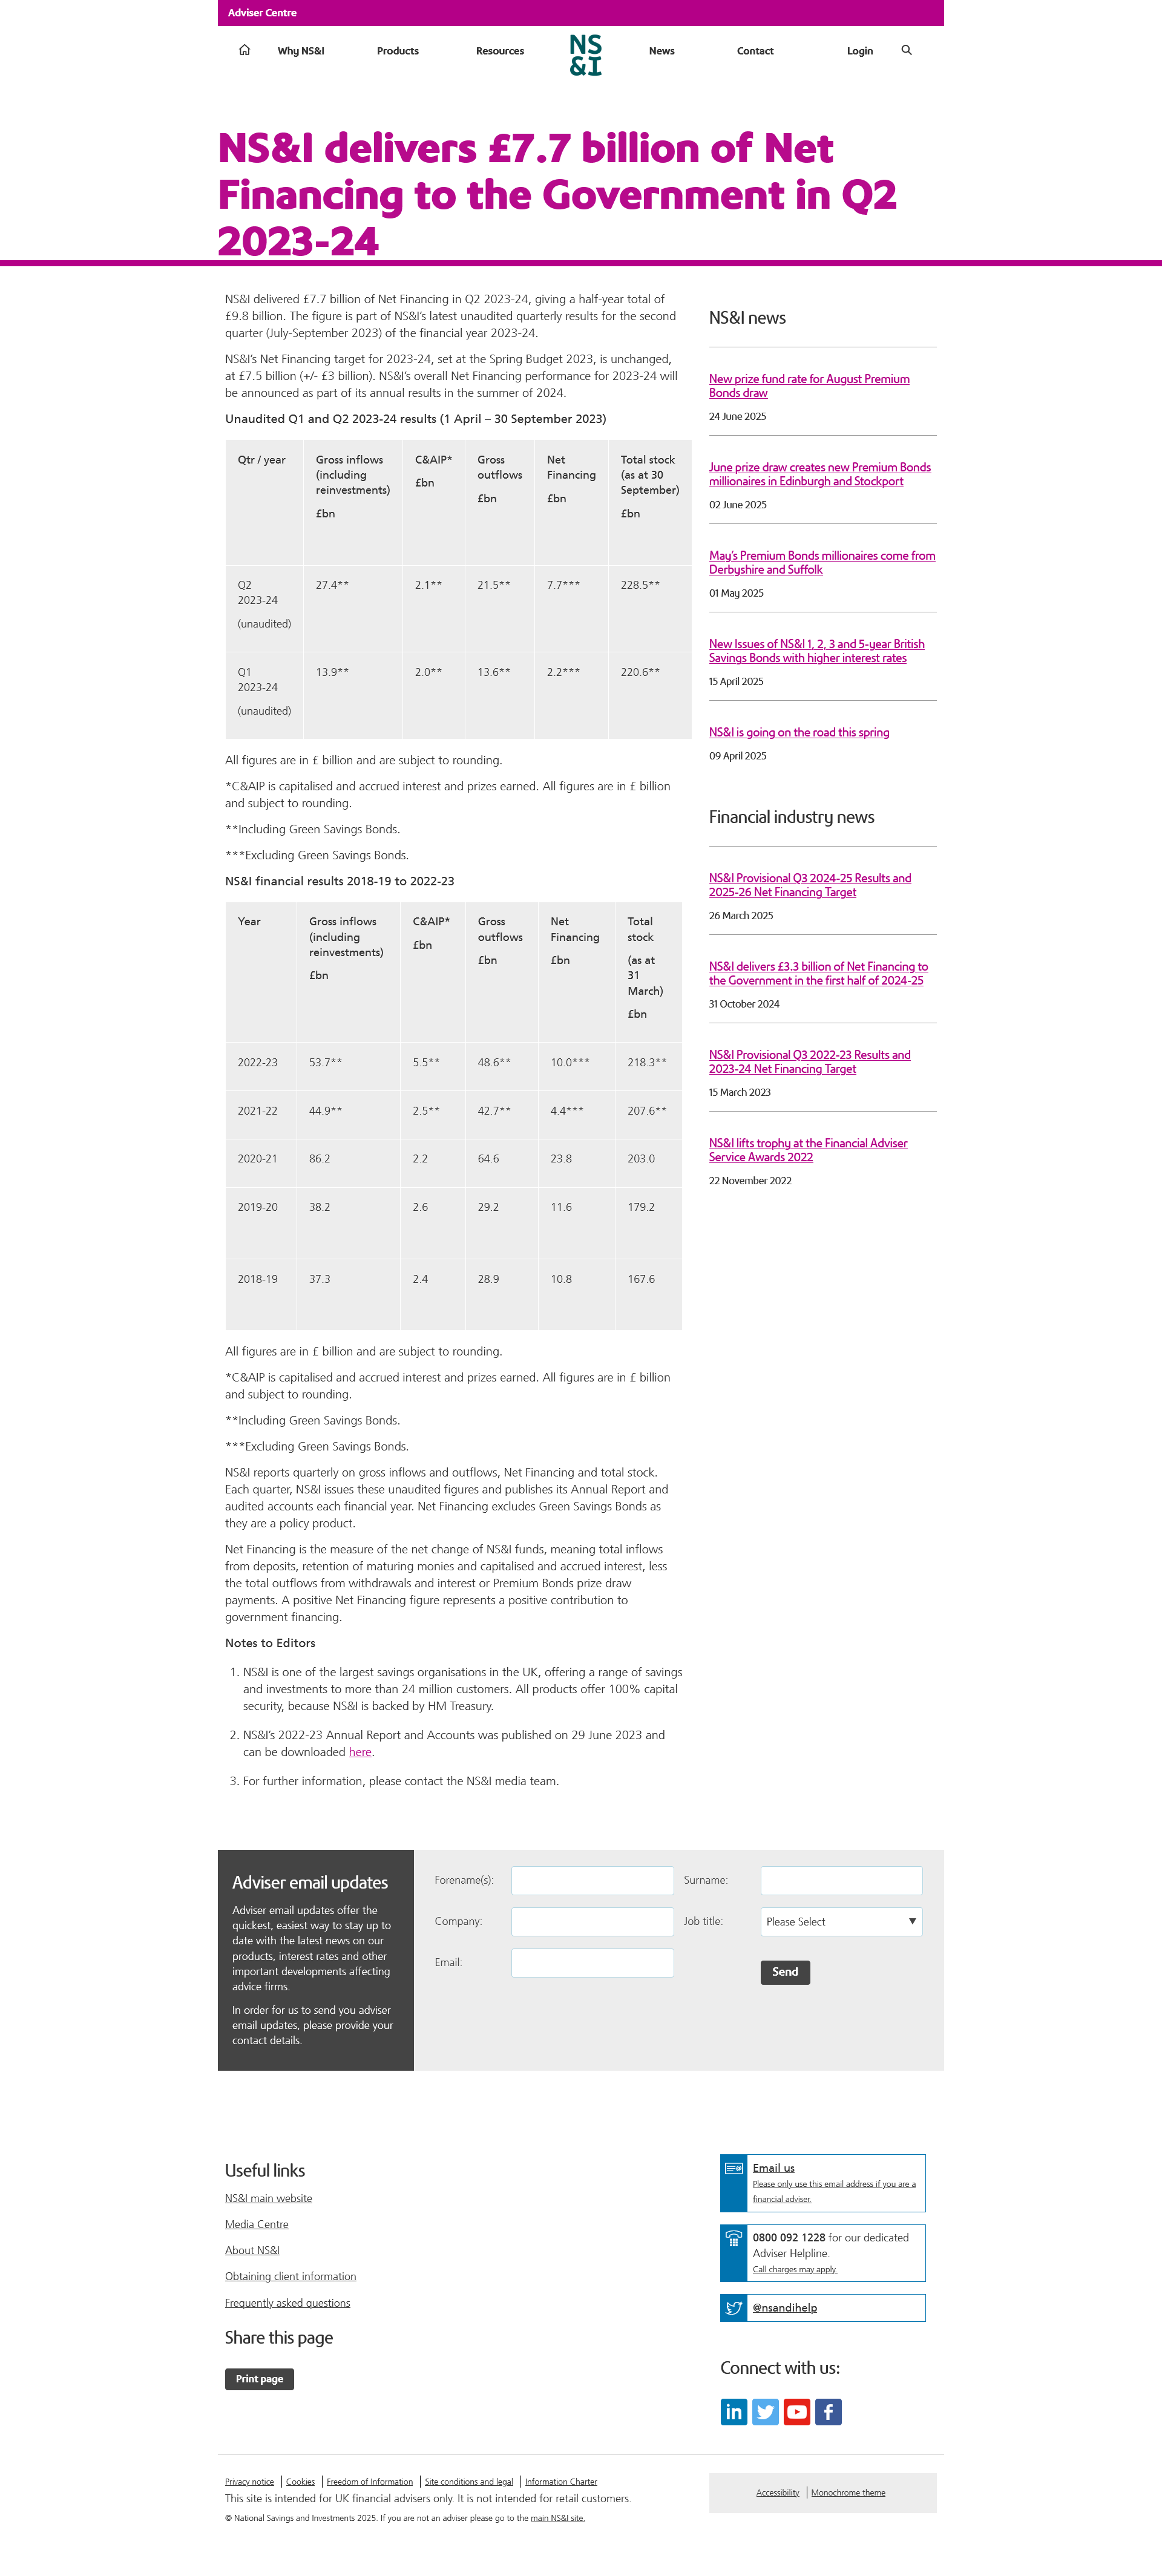 Adviser Centre
Why NS&I
Products
Resources
NS
&I
News
Contact
Login
NS&I delivers £7.7 billion of Net
Financing to the Government in Q2
2023-24
NS&I delivered £7.7 billion of Net Financing in Q2 2023-24, giving a half-year total of
£9.8 billion. The figure is part of NS&I’s latest unaudited quarterly results for the second
quarter (July-September 2023) of the financial year 2023-24.
NS&I’s Net Financing target for 2023-24, set at the Spring Budget 2023, is unchanged,
at £7.5 billion (+/- £3 billion). NS&I’s overall Net Financing performance for 2023-24 will
be announced as part of its annual results in the summer of 2024.
Unaudited Q1 and Q2 2023-24 results (1 April – 30 September 2023)
Qtr / year
Gross inflows
(including
reinvestments)
£bn
C&AIP*
£bn
Gross
outflows
£bn
Net
Financing
£bn
Total stock
(as at 30
September)
£bn
Q2
2023-24
(unaudited)
27.4**
2.1**
21.5**
7.7***
228.5**
Q1
2023-24
(unaudited)
13.9**
2.0**
13.6**
2.2***
220.6**
All figures are in £ billion and are subject to rounding.
*C&AIP is capitalised and accrued interest and prizes earned. All figures are in £ billion
and subject to rounding.
**Including Green Savings Bonds.
***Excluding Green Savings Bonds.
NS&I financial results 2018-19 to 2022-23
Year
Gross inflows
(including
reinvestments)
£bn
C&AIP*
£bn
Gross
outflows
£bn
Net
Financing
£bn
Total
stock
(as at
31
March)
£bn
2022-23 53.7** 5.5** 48.6** 10.0*** 218.3**
2021-22 44.9** 2.5** 42.7** 4.4*** 207.6**
2020-21 86.2 2.2 64.6 23.8 203.0
2019-20 38.2 2.6 29.2 11.6 179.2
2018-19 37.3 2.4 28.9 10.8 167.6
All figures are in £ billion and are subject to rounding.
*C&AIP is capitalised and accrued interest and prizes earned. All figures are in £ billion
and subject to rounding.
**Including Green Savings Bonds.
***Excluding Green Savings Bonds.
NS&I reports quarterly on gross inflows and outflows, Net Financing and total stock.
Each quarter, NS&I issues these unaudited figures and publishes its Annual Report and
audited accounts each financial year. Net Financing excludes Green Savings Bonds as
they are a policy product.
Net Financing is the measure of the net change of NS&I funds, meaning total inflows
from deposits, retention of maturing monies and capitalised and accrued interest, less
the total outflows from withdrawals and interest or Premium Bonds prize draw
payments. A positive Net Financing figure represents a positive contribution to
government financing.
Notes to Editors
1. NS&I is one of the largest savings organisations in the UK, offering a range of savings
and investments to more than 24 million customers. All products offer 100% capital
security, because NS&I is backed by HM Treasury.
2. NS&I’s 2022-23 Annual Report and Accounts was published on 29 June 2023 and
can be downloaded here.
3. For further information, please contact the NS&I media team.
NS&I news
New prize fund rate for August Premium
Bonds draw
24 June 2025
June prize draw creates new Premium Bonds
millionaires in Edinburgh and Stockport
02 June 2025
May’s Premium Bonds millionaires come from
Derbyshire and Suffolk
01 May 2025
New Issues of NS&I 1, 2, 3 and 5-year British
Savings Bonds with higher interest rates
15 April 2025
NS&I is going on the road this spring
09 April 2025
Financial industry news
NS&I Provisional Q3 2024-25 Results and
2025-26 Net Financing Target
26 March 2025
NS&I delivers £3.3 billion of Net Financing to
the Government in the first half of 2024-25
31 October 2024
NS&I Provisional Q3 2022-23 Results and
2023-24 Net Financing Target
15 March 2023
NS&I lifts trophy at the Financial Adviser
Service Awards 2022
22 November 2022
Adviser email updates
Adviser email updates offer the
quickest, easiest way to stay up to
date with the latest news on our
products, interest rates and other
important developments affecting
advice firms.
In order for us to send you adviser
email updates, please provide your
contact details.
Forename(s):
Surname:
Company:
Job title:
Please Select
Email:
Send
Useful links
NS&I main website
Media Centre
About NS&I
Obtaining client information
Frequently asked questions
Share this page
Print page
Email us
Please only use this email address if you are a
financial adviser.
0800 092 1228 for our dedicated
Adviser Helpline.
Call charges may apply.
@nsandihelp
Connect with us:
in
f
Privacy notice
Cookies
Freedom of Information
Site conditions and legal
Information Charter
This site is intended for UK financial advisers only. It is not intended for retail customers.
© National Savings and Investments 2025. If you are not an adviser please go to the main NS&I site.
Accessibility
Monochrome theme